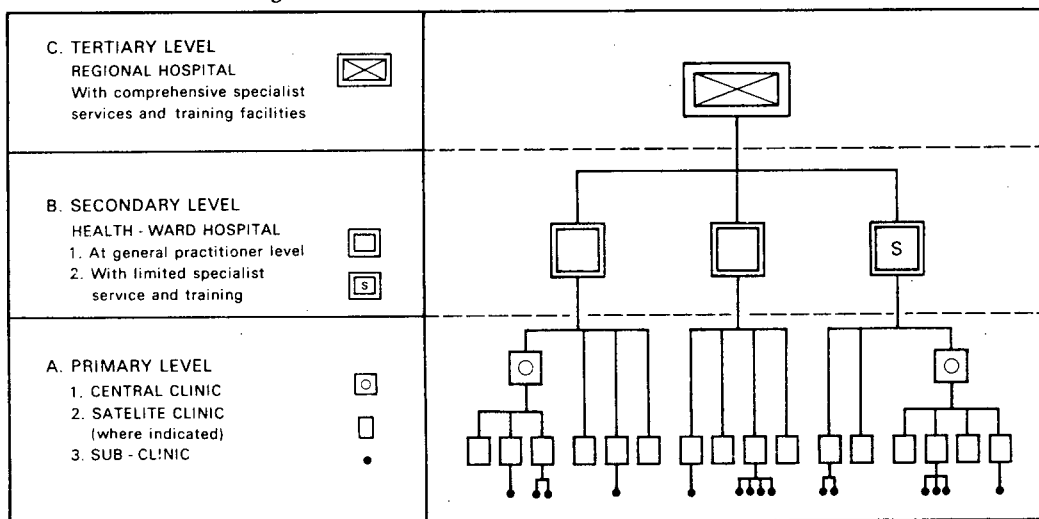 C. TERTIARY LEVEL
REGIONAL HOSPITAL
With comprehensive specialist
services and training facilities
B. SECONDARY LEVEL
HEALTH - WARD HOSPITAL
1. At general practitioner level
2. With limited specialist
service and training
S
S
A. PRIMARY LEVEL
1. CENTRAL CLINIC
2. SATELITE CLINIC
(where indicated)
3. SUB - CLINIC